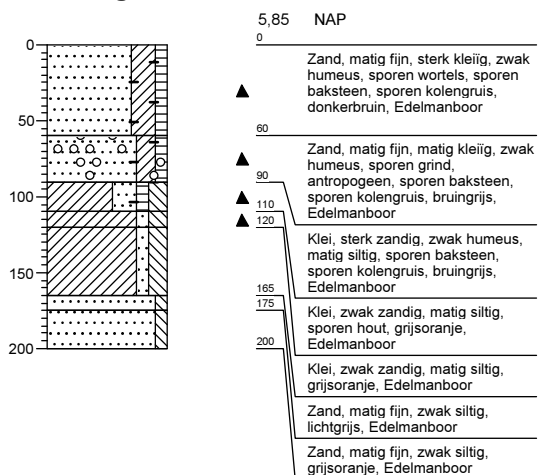 5,85 NAP
0
0
Zand, matig fijn, sterk kleiïg, zwak
humeus, sporen wortels, sporen
baksteen, sporen kolengruis,
donkerbruin, Edelmanboor
50
60
Zand, matig fijn, matig kleiïg, zwak
humeus, sporen grind,
antropogeen, sporen baksteen,
sporen kolengruis, bruingrijs,
Edelmanboor
90
100
110
120
Klei, sterk zandig, zwak humeus,
matig siltig, sporen baksteen,
sporen kolengruis, bruingrijs,
Edelmanboor
150
165
175
Klei, zwak zandig, matig siltig,
sporen hout, grijsoranje,
Edelmanboor
200
200
Klei, zwak zandig, matig siltig,
grijsoranje, Edelmanboor
Zand, matig fijn, zwak siltig,
lichtgrijs, Edelmanboor
Zand, matig fijn, zwak siltig,
grijsoranje, Edelmanboor